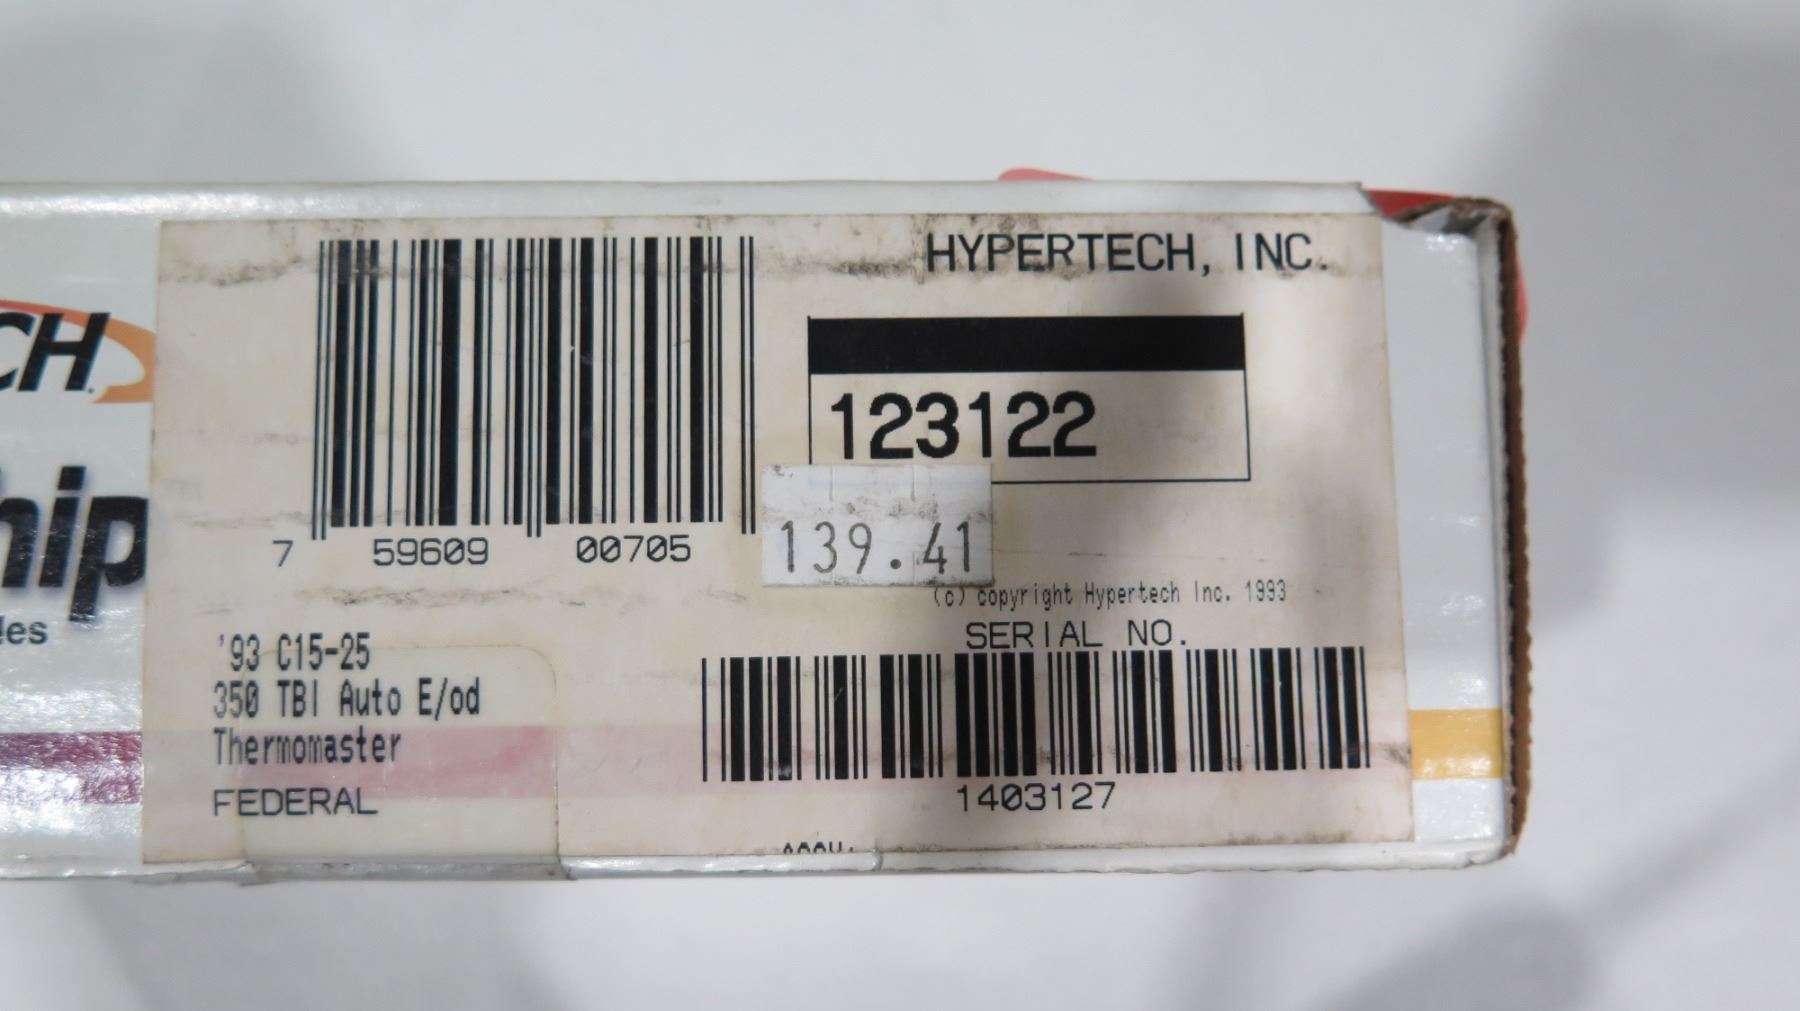 HYPERTECH, INC.
CH.
123122
hip
7 59609 00705
139.41
(c) copyright Hypertech Inc. 1993
les
SERIAL NO.
'93 C15-25
350 TBI Auto E/od
Thermomaster
FEDERAL
1403127